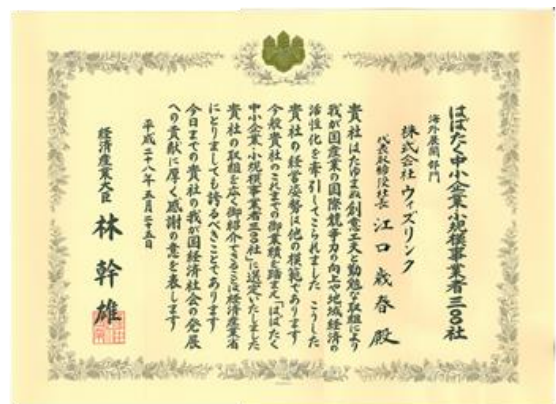 はばたく中小企業・小規模事業者三〇〇社
海外展開部門
株式会社 ウィズリンク
代表取締役社長 江口 歳春 殿
貴社はたゆまぬ創意工夫と勤勉な取組により
我が国産業の国際競争力の向上や地域経済の
活性化を牽引してこられました こうした
貴社の経営姿勢は他の模範であります
今般貴社のこれまでの御業績を踏まえ「はばたく
中小企業・小規模事業者三〇〇社」に選定いたしました
貴社の取組を広く御紹介できることは経済産業省
にとりましても誇るべきことであります
今日までの貴社の我が国経済社会の発展
への貢献に厚く感謝の意を表します
平成二十八年五月二十五日
経済産業大臣 林 幹雄